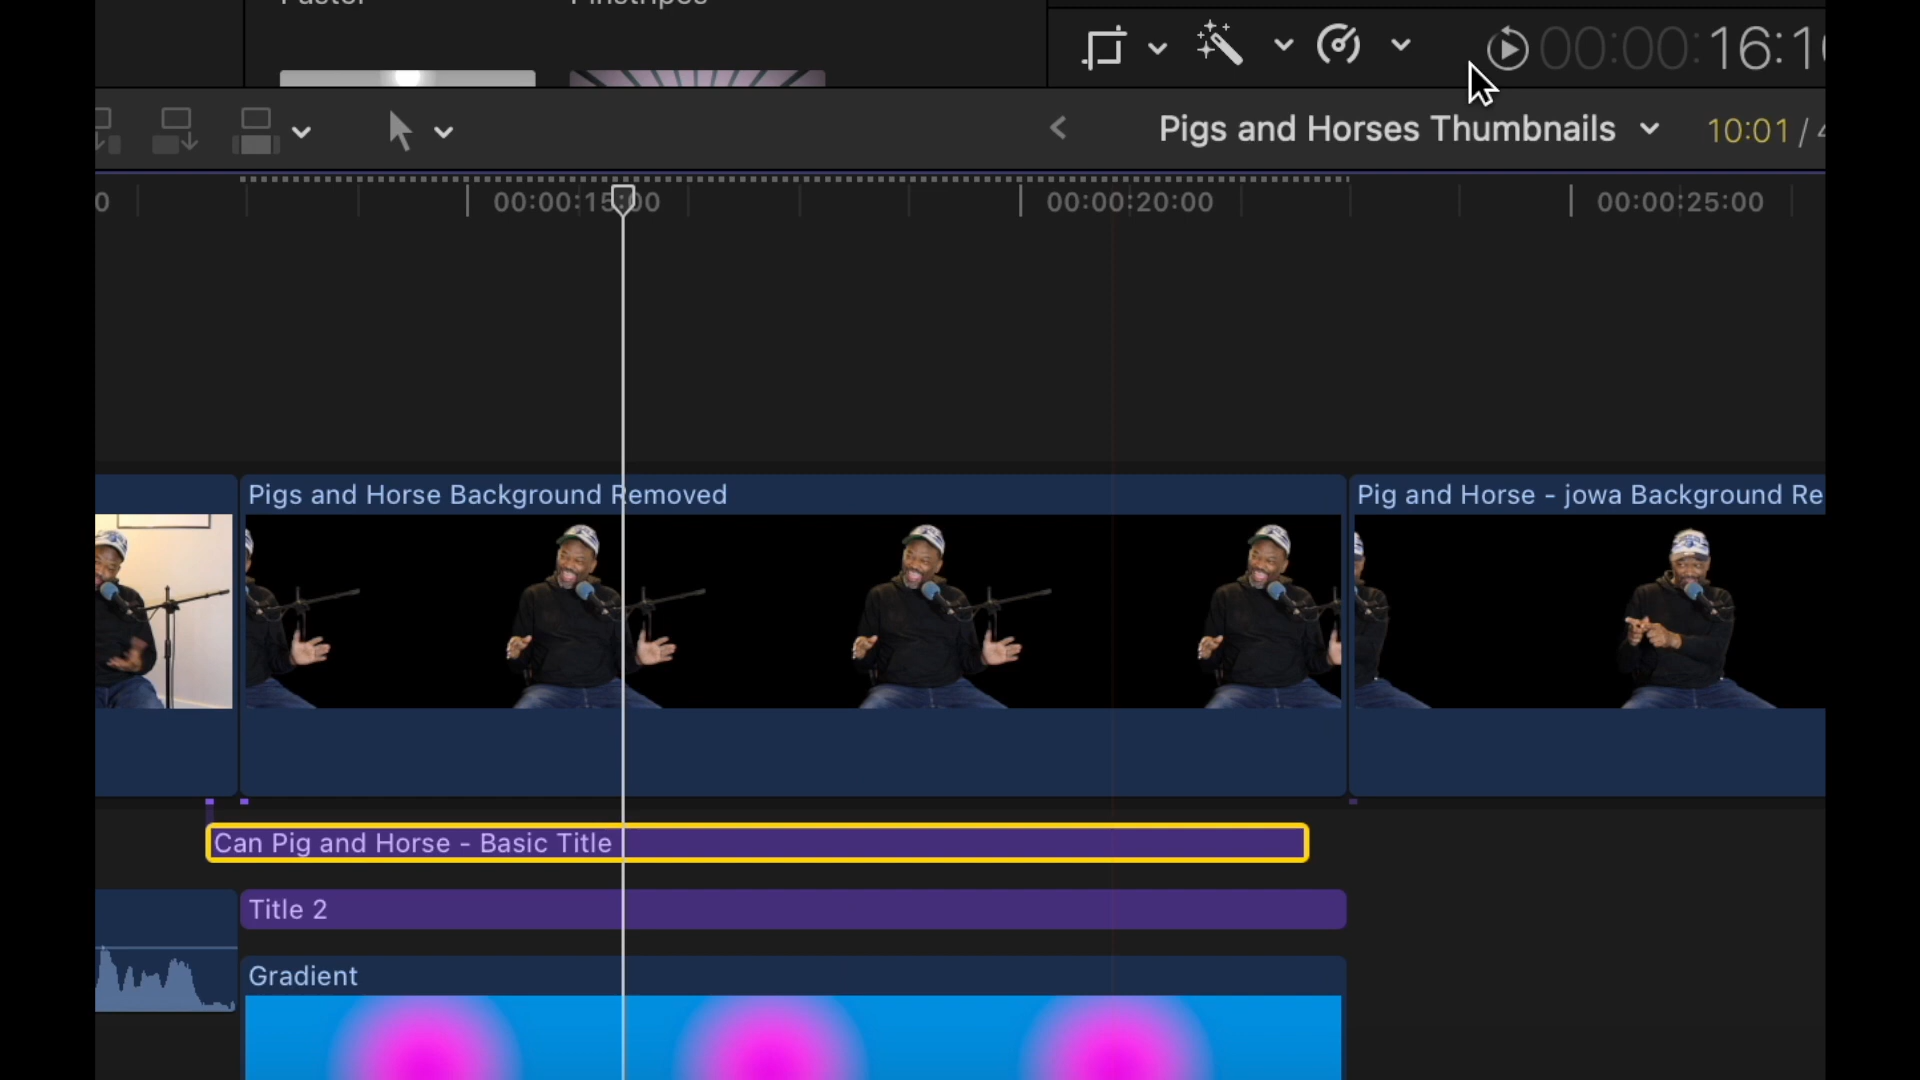 00:00:16:1
Pigs and Horses Thumbnails
10:01 /
0
00:00:15:00
00:00:20:00
00:00:25:00
Pigs and Horse Background Removed
Pig and Horse - jowa Background Re
Can Pig and Horse - Basic Title
Title 2
Gradient